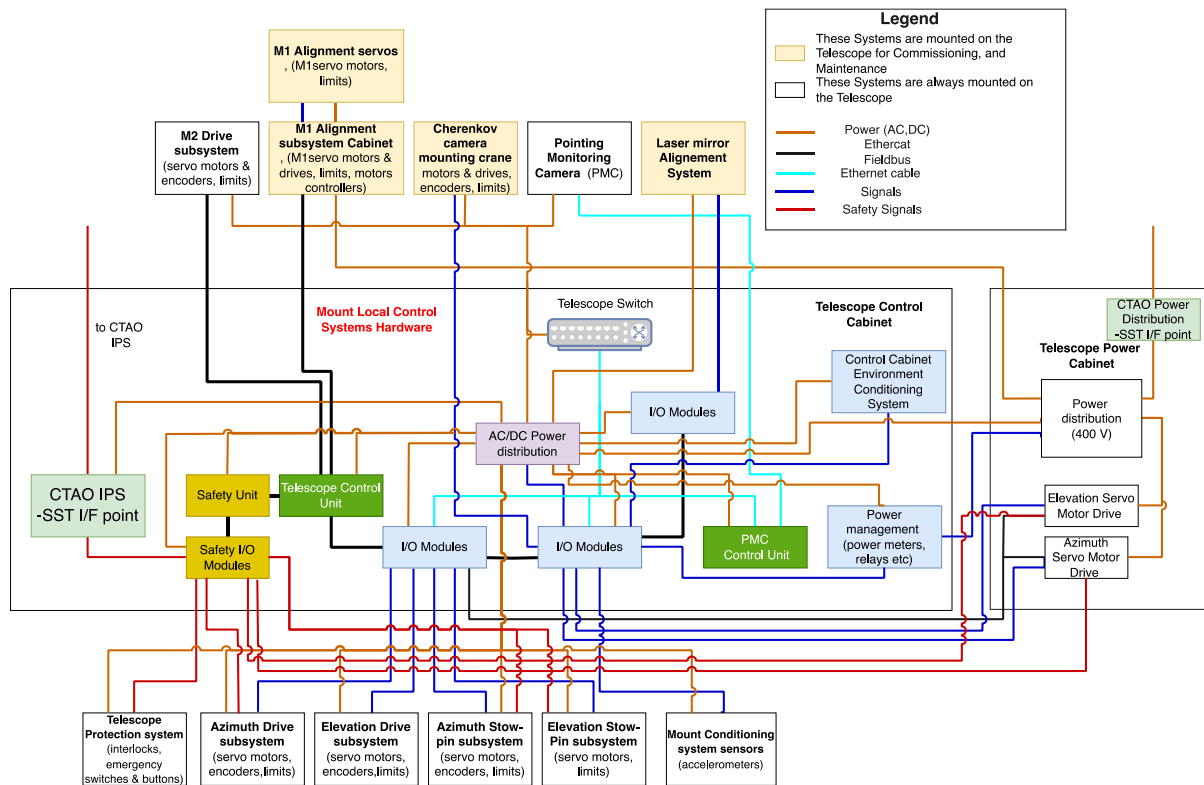 Legend
These Systems are mounted on the
Telescope for Commissioning, and
Maintenance
These Systems are always mounted on
the Telescope
Power (AC,DC)
Ethercat
Fieldbus
Ethernet cable
Signals
Safety Signals
M1 Alignment servos
, (M1servo motors,
limits)
M2 Drive
subsystem
(servo motors &
encoders, limits)
M1 Alignment
subsystem Cabinet
, (M1servo motors &
drives, limits, motors
controllers)
Cherenkov
camera
mounting crane
motors & drives,
encoders, limits)
Pointing
Monitoring
Camera (PMC)
Laser mirror
Alignement
System
to CTAO
IPS
Mount Local Control
Systems Hardware
Telescope Switch
Telescope Control
Cabinet
Control Cabinet
Environment
Conditioning
System
I/O Modules
AC/DC Power
distribution
CTAO IPS
-SST I/F point
Safety Unit
Telescope Control
Unit
Safety I/O
Modules
I/O Modules
I/O Modules
PMC
Control Unit
Power
management
(power meters,
relays etc)
CTAO Power
Distribution
-SST I/F point
Telescope Power
Cabinet
Power
distribution
(400 V)
Elevation Servo
Motor Drive
Azimuth
Servo Motor
Drive
Telescope
Protection system
(interlocks,
emergency
switches & buttons)
Azimuth Drive
subsystem
(servo motors,
encoders,limits)
Elevation Drive
subsystem
(servo motors,
encoders,limits)
Azimuth Stow-
pin subsystem
(servo motors,
encoders, limits)
Elevation Stow-
Pin subsystem
(servo motors,
limits)
Mount Conditioning
system sensors
(accelerometers)